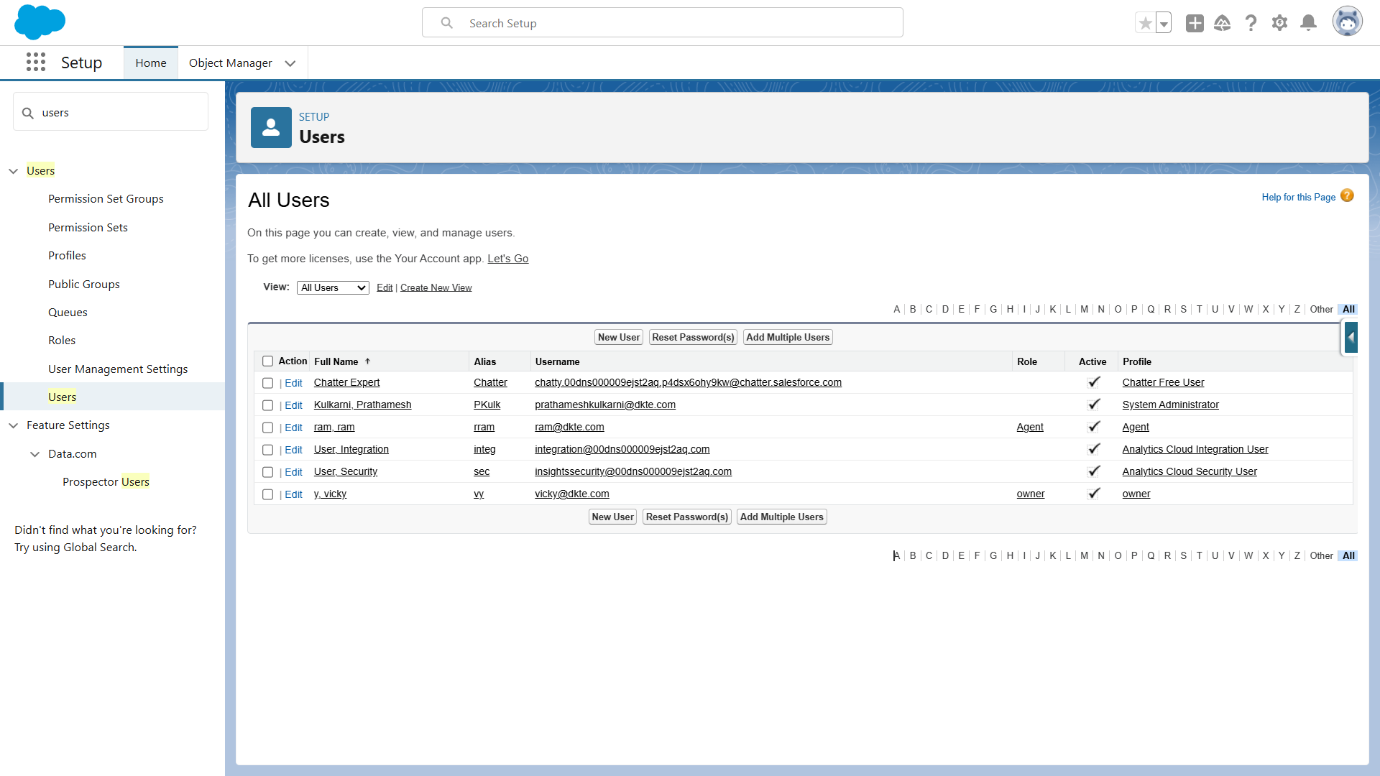 Search Setup
Setup
Home
Object Manager
users
Users
Permission Set Groups
Permission Sets
Profiles
Public Groups
Queues
Roles
User Management Settings
Users
Feature Settings
Data.com
Prospector Users
Didn't find what you're looking for?
Try using Global Search.
SETUP
Users
All Users
Help for this Page ?
On this page you can create, view, and manage users.
To get more licenses, use the Your Account app. Let's Go
View: All Users Edit | Create New View
A | B | C | D | E | F | G | H | I | J | K | L | M | N | O | P | Q | R | S | T | U | V | W | X | Y | Z | Other | All
New User Reset Password(s) Add Multiple Users
Action Full Name ↑ Alias Username Role Active Profile
| Edit Chatter Expert Chatter chatty.00dns000009ejst2aq.p4dsx6ohy9kw@chatter.salesforce.com ✓ Chatter Free User
| Edit Kulkarni, Prathamesh PKulk prathameshkulkarni@dkte.com ✓ System Administrator
| Edit ram, ram rram ram@dkte.com Agent ✓ Agent
| Edit User, Integration integ integration@00dns000009ejst2aq.com ✓ Analytics Cloud Integration User
| Edit User, Security sec insightssecurity@00dns000009ejst2aq.com ✓ Analytics Cloud Security User
| Edit y, vicky vy vicky@dkte.com owner ✓ owner
New User Reset Password(s) Add Multiple Users
A | B | C | D | E | F | G | H | I | J | K | L | M | N | O | P | Q | R | S | T | U | V | W | X | Y | Z | Other | All